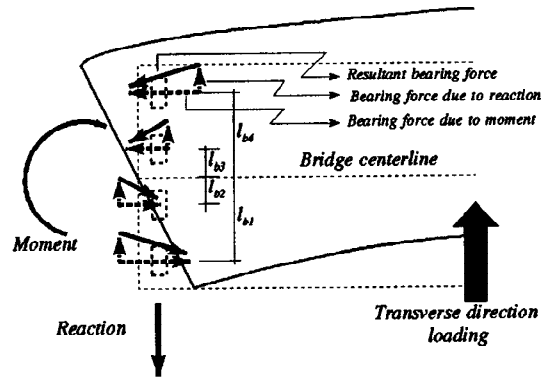 Resultant bearing force
Bearing force due to reaction
Bearing force due to moment
l_b4
l_b3
Bridge centerline
l_b2
l_b1
Moment
Transverse direction
loading
Reaction